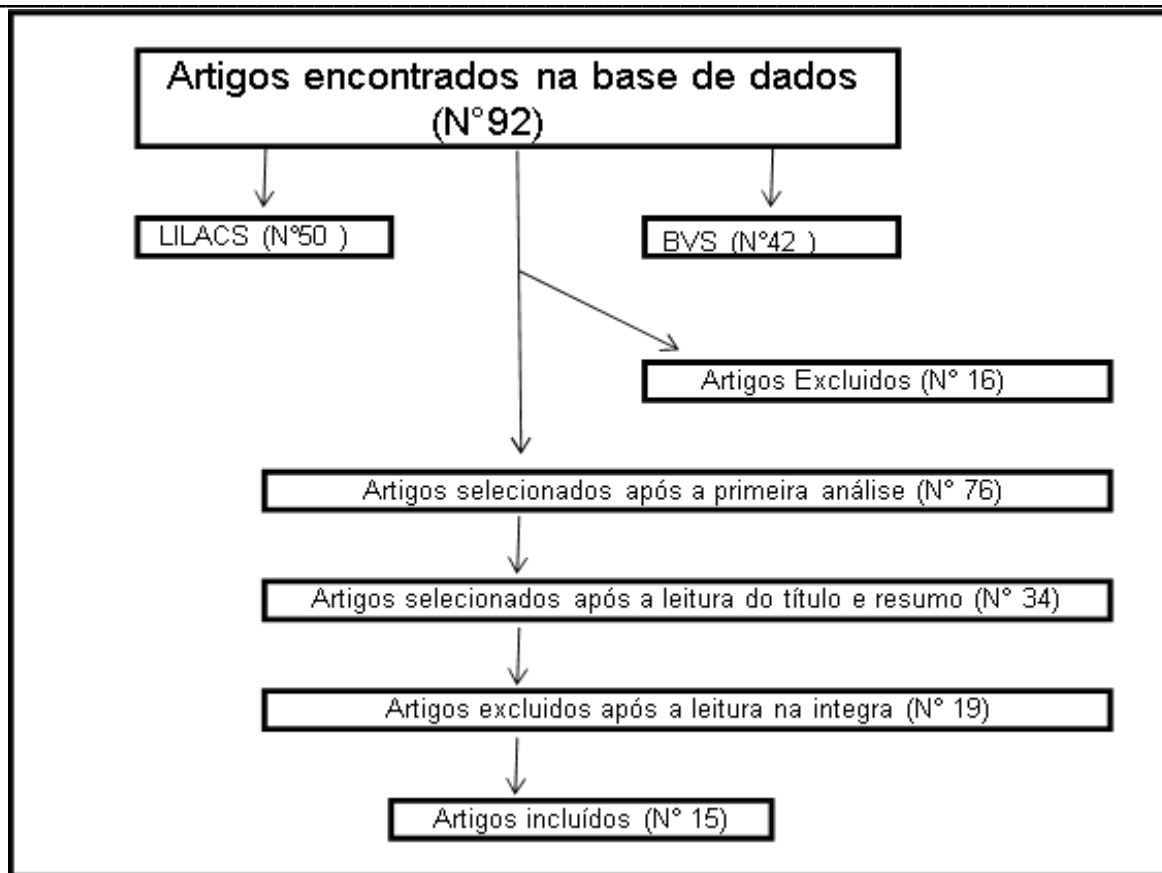 Artigos encontrados na base de dados
(N°92)
LILACS (N°50 )
BVS (N°42 )
Artigos Excluidos (N° 16)
Artigos selecionados após a primeira análise (N° 76)
Artigos selecionados após a leitura do título e resumo (N° 34)
Artigos excluidos após a leitura na integra (N° 19)
Artigos incluídos (N° 15)